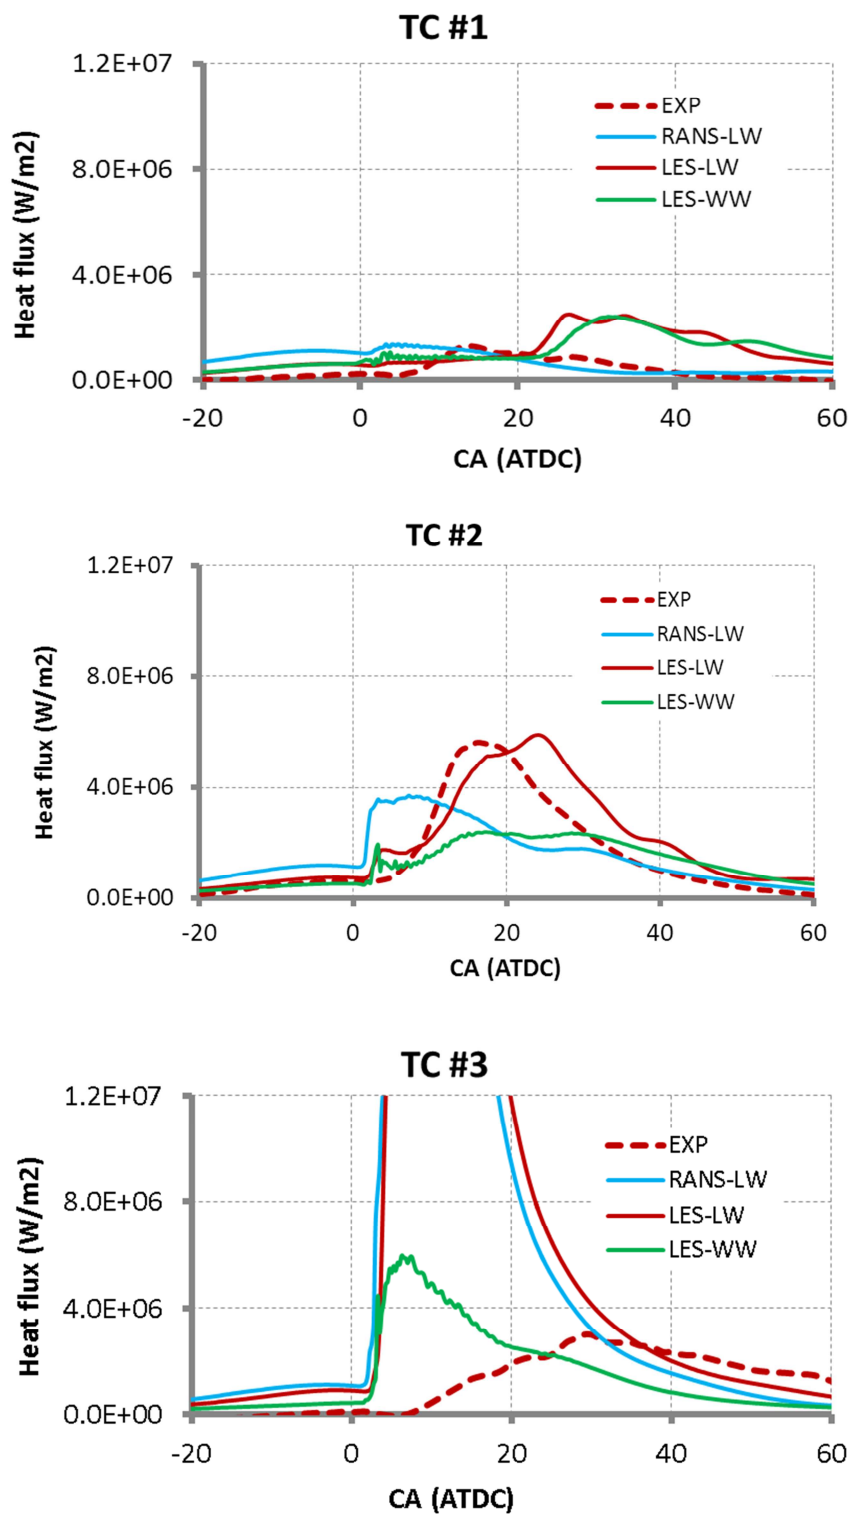 TC #1
1.2E+07
8.0E+06
4.0E+06
0.0E+00
Heat flux (W/m2)
EXP
RANS-LW
LES-LW
LES-WW
-20 0 20 40 60
CA (ATDC)
TC #2
1.2E+07
8.0E+06
4.0E+06
0.0E+00
Heat flux (W/m2)
EXP
RANS-LW
LES-LW
LES-WW
-20 0 20 40 60
CA (ATDC)
TC #3
1.2E+07
8.0E+06
4.0E+06
0.0E+00
Heat flux (W/m2)
EXP
RANS-LW
LES-LW
LES-WW
-20 0 20 40 60
CA (ATDC)